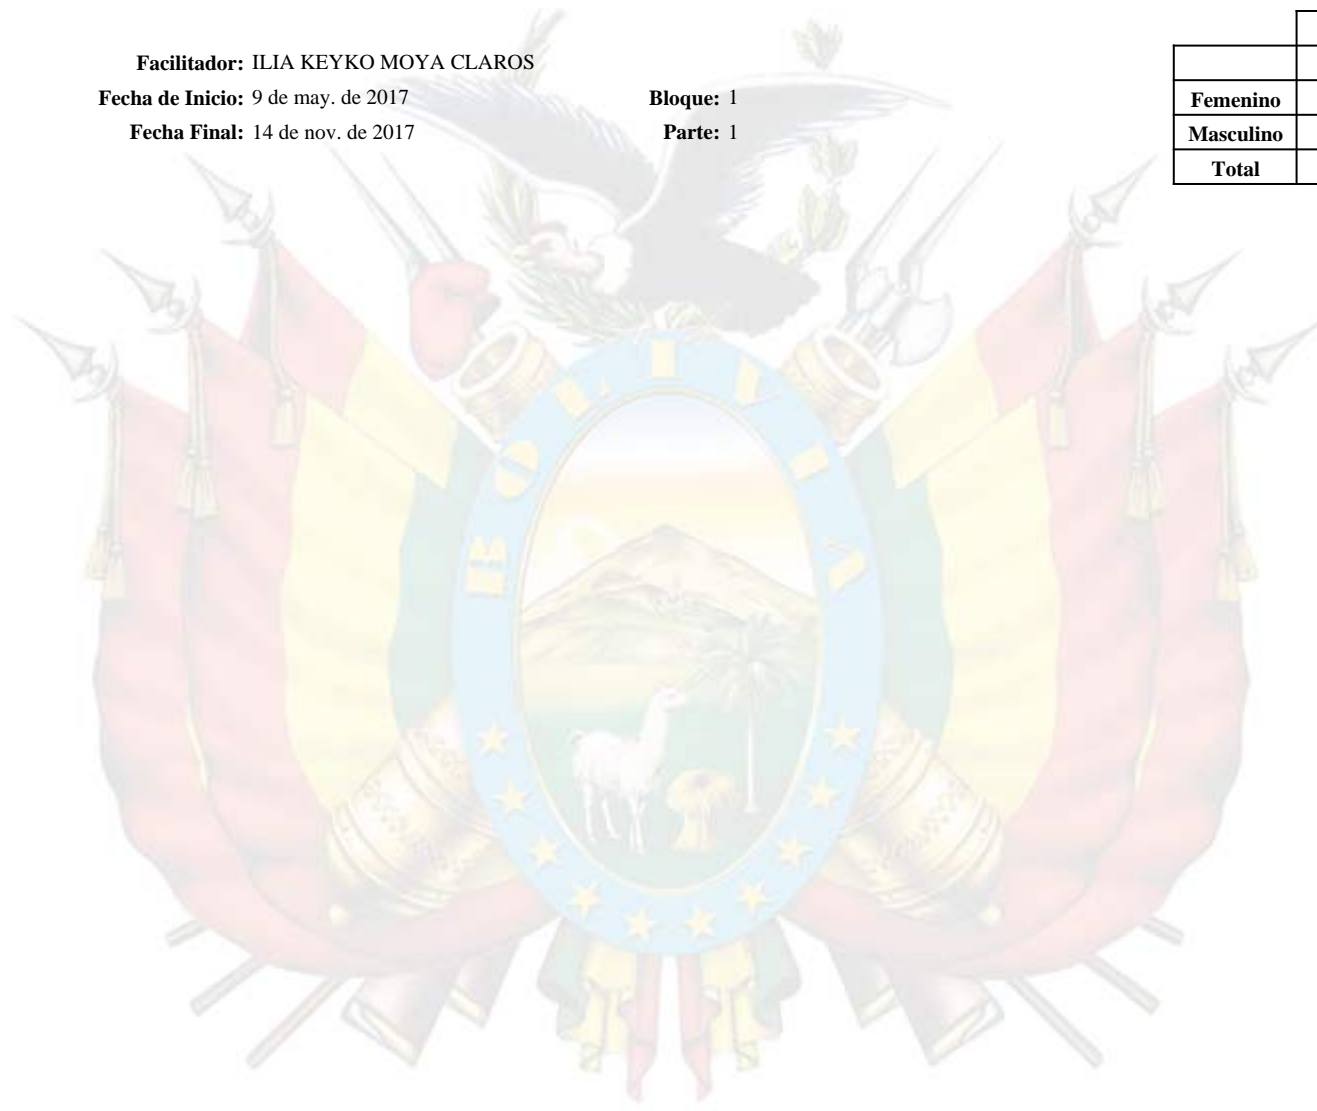 Facilitador: ILIA KEYKO MOYA CLAROS
Fecha de Inicio: 9 de may. de 2017 Bloque: 1
Fecha Final: 14 de nov. de 2017 Parte: 1
Femenino
Masculino
Total
BOLIVIA